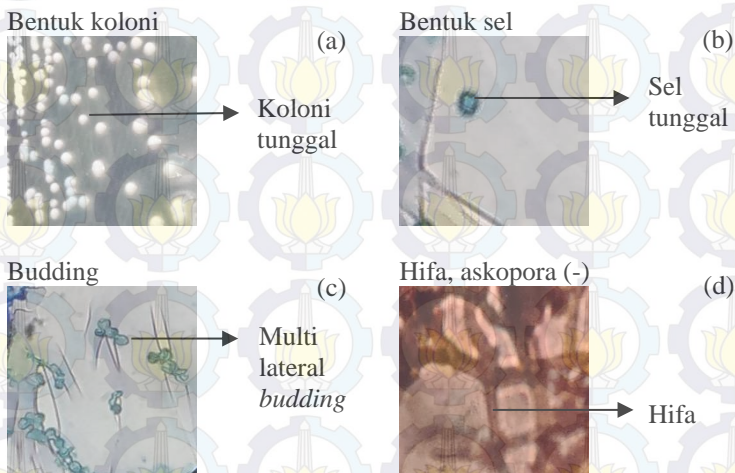 Bentuk koloni
(a)
Koloni
tunggal
Bentuk sel
(b)
Sel
tunggal
Budding
(c)
Multi
lateral
budding
Hifa, askopora (-)
(d)
Hifa